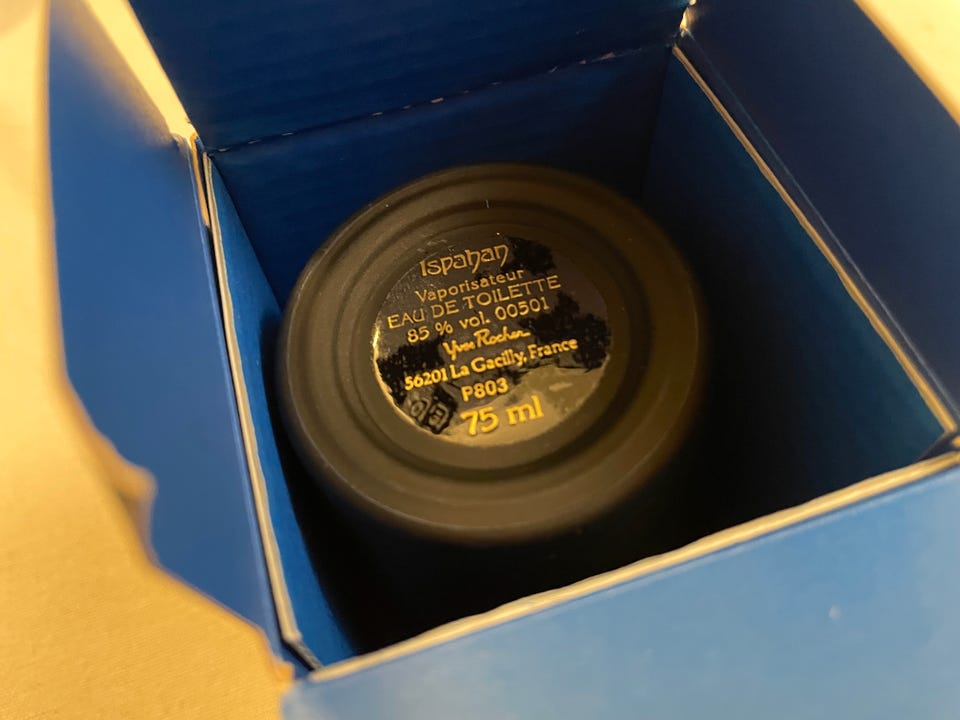 Ispahan
Vaporisateur
EAU DE TOILETTE
85 % vol. 00501
Yves Rocher
56201 La Gacilly, France
P803
75 ml